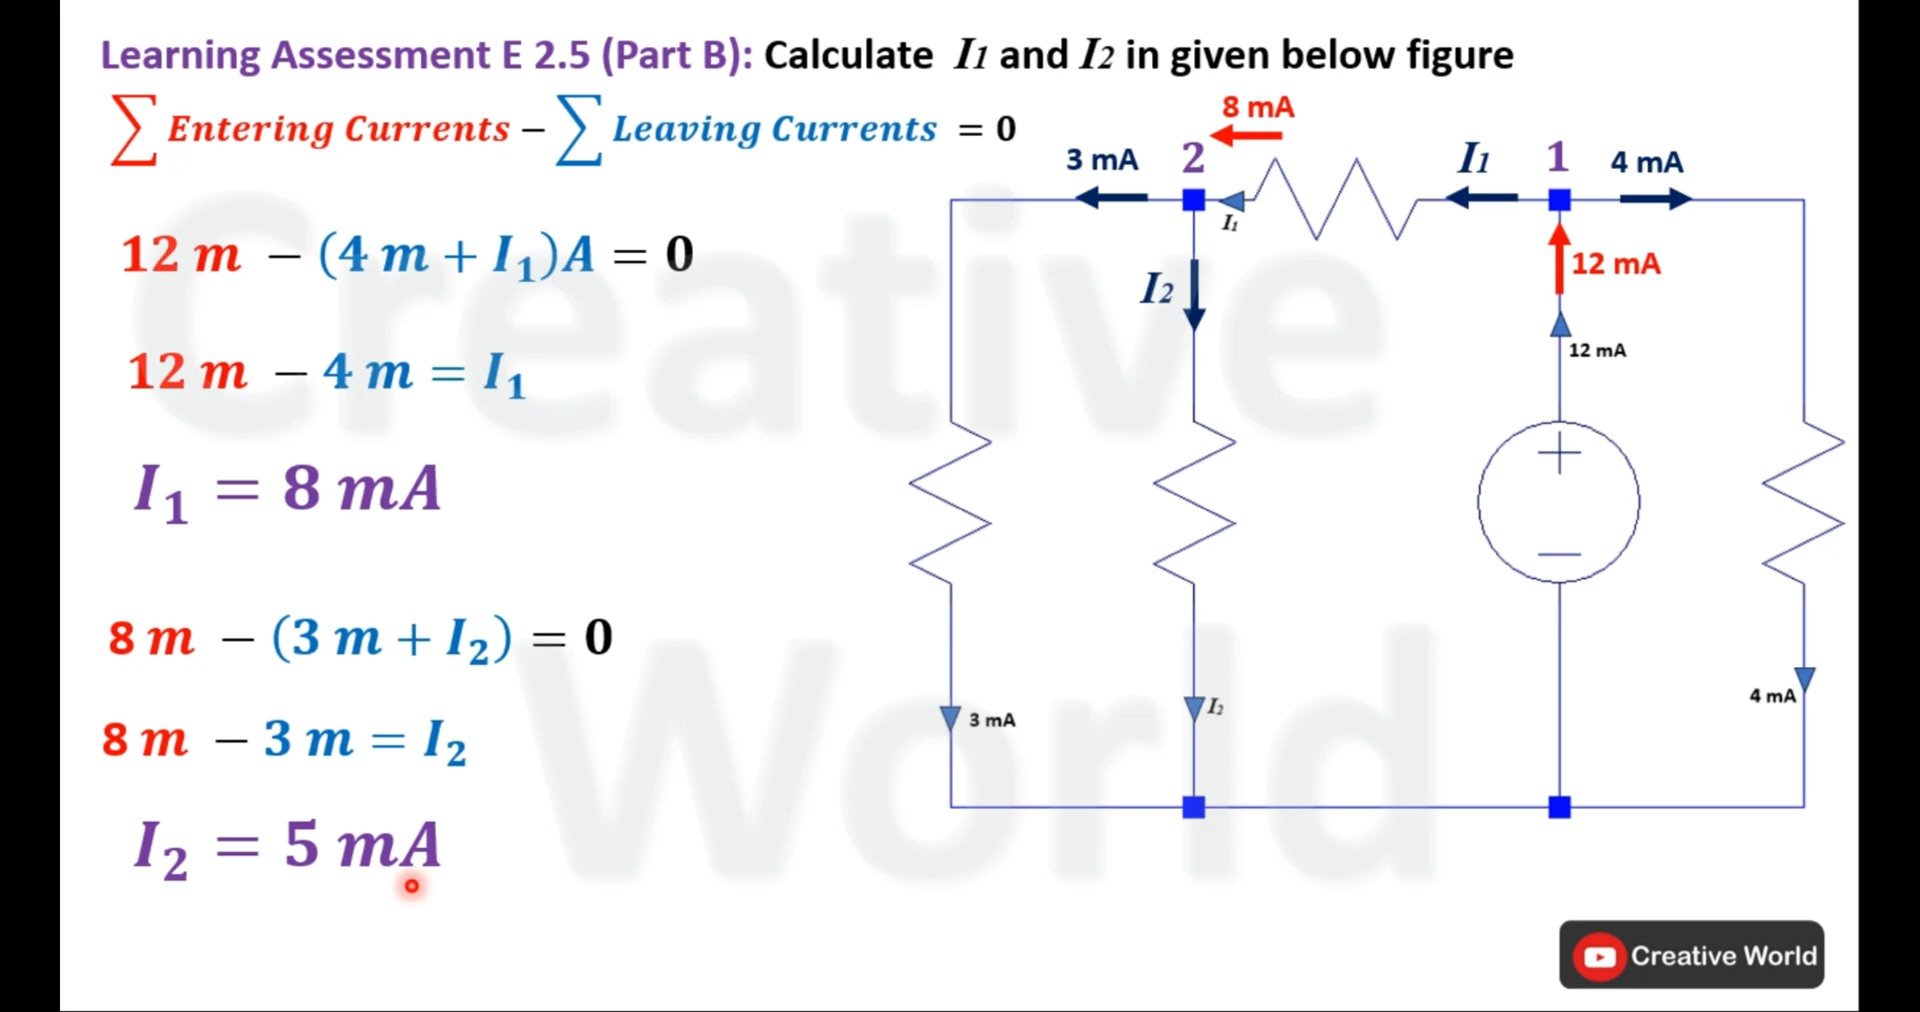 Learning Assessment E 2.5 (Part B): Calculate I1 and I2 in given below figure
∑ Entering Currents – ∑ Leaving Currents = 0
8 mA
3 mA 2 I1 1 4 mA
I1
12 m – (4 m + I₁)A = 0
12 mA
I2
12 mA
12 m – 4 m = I₁
I₁ = 8 mA
8 m – (3 m + I₂) = 0
4 mA
3 mA
I2
8 m – 3 m = I₂
I₂ = 5 mA
Creative
World
Creative World